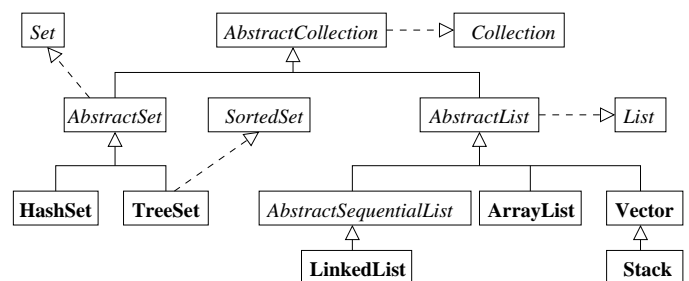 Set
AbstractCollection
Collection
AbstractSet
SortedSet
AbstractList
List
HashSet
TreeSet
AbstractSequentialList
ArrayList
Vector
LinkedList
Stack